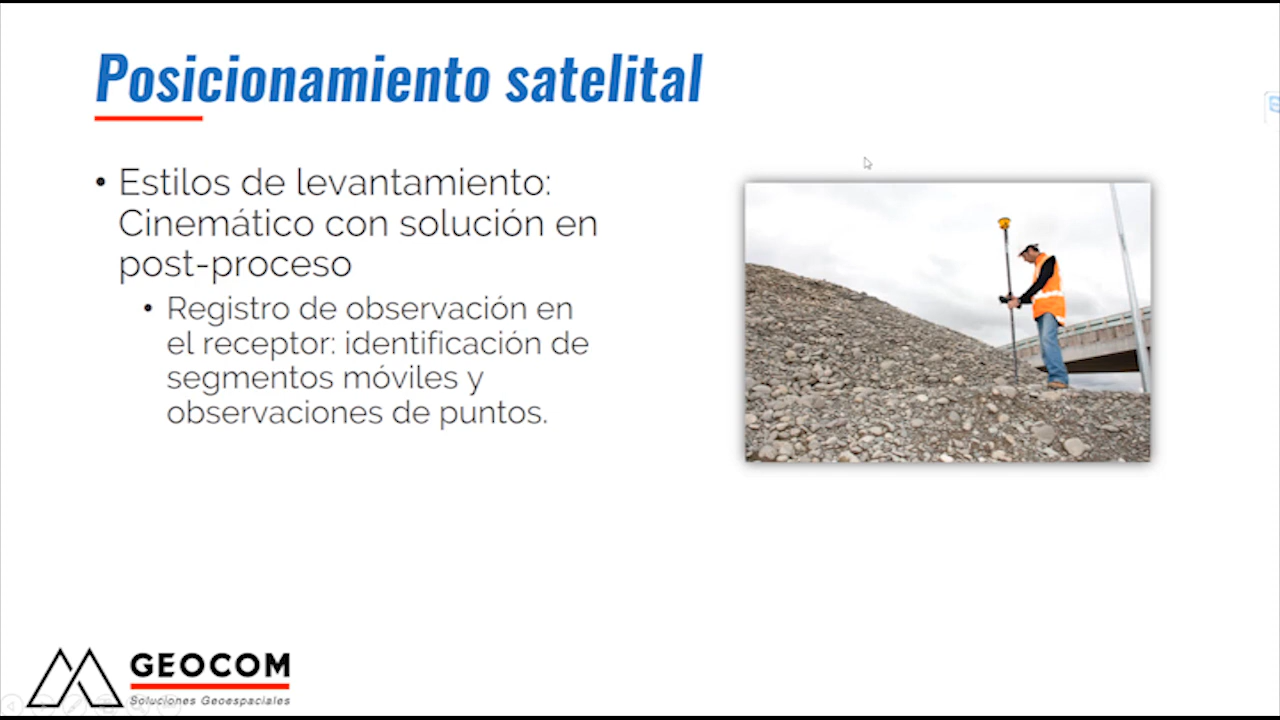 Posicionamiento satelital
• Estilos de levantamiento:
Cinemático con solución en
post-proceso
• Registro de observación en
el receptor: identificación de
segmentos móviles y
observaciones de puntos.
GEOCOM
Soluciones Geoespaciales